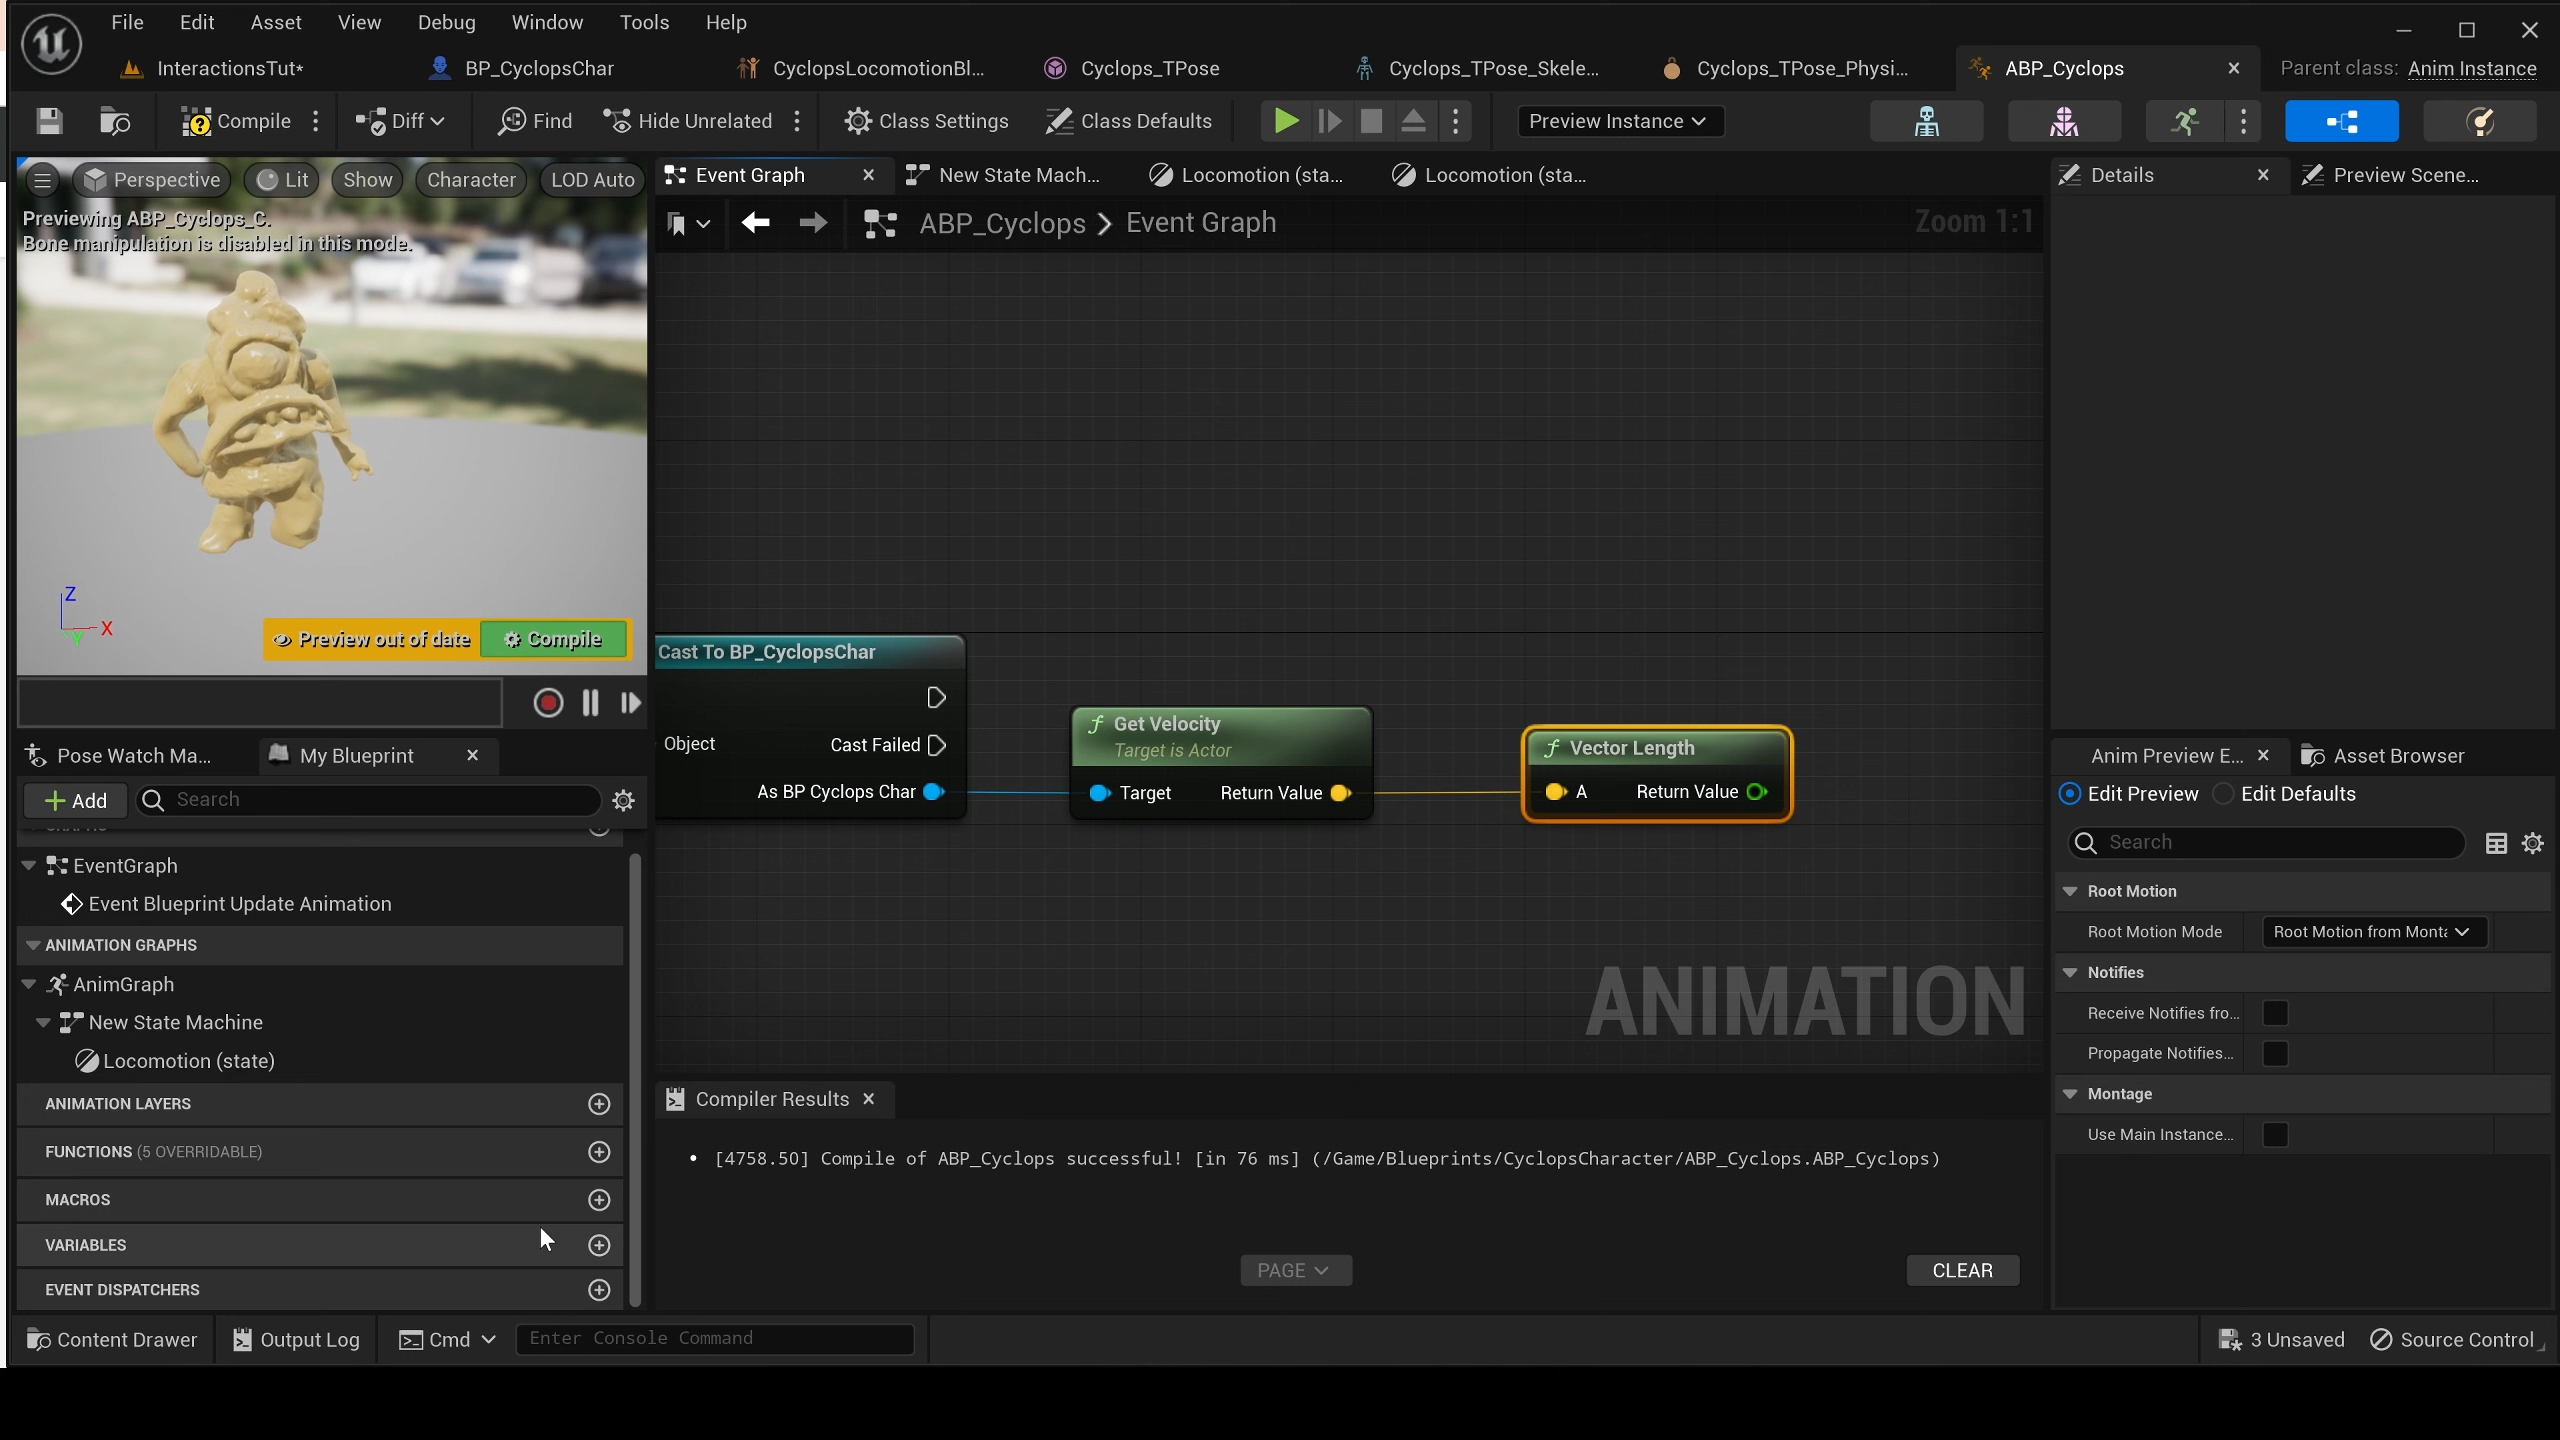 File Edit Asset View Debug Window Tools Help
InteractionsTut* BP_CyclopsChar CyclopsLocomotionBl... Cyclops_TPose Cyclops_TPose_Skele... Cyclops_TPose_Physi... ABP_Cyclops Parent class: Anim Instance
Compile Diff Find Hide Unrelated Class Settings Class Defaults Preview Instance
Perspective Lit Show Character LOD Auto
Previewing ABP_Cyclops_C.
Bone manipulation is disabled in this mode.
Z
X
Y
Preview out of date Compile
Event Graph New State Mach... Locomotion (sta... Locomotion (sta...
ABP_Cyclops > Event Graph Zoom 1:1
Cast To BP_CyclopsChar
Object Cast Failed
As BP Cyclops Char
Get Velocity
Target is Actor
Target Return Value
Vector Length
A Return Value
ANIMATION
Details Preview Scene...
Pose Watch Ma... My Blueprint
Add Search
GRAPHS
EventGraph
Event Blueprint Update Animation
ANIMATION GRAPHS
AnimGraph
New State Machine
Locomotion (state)
ANIMATION LAYERS
FUNCTIONS (5 OVERRIDABLE)
MACROS
VARIABLES
EVENT DISPATCHERS
Compiler Results
[4758.50] Compile of ABP_Cyclops successful! [in 76 ms] (/Game/Blueprints/CyclopsCharacter/ABP_Cyclops.ABP_Cyclops)
PAGE CLEAR
Anim Preview E... Asset Browser
Edit Preview Edit Defaults
Search
Root Motion
Root Motion Mode Root Motion from Monta
Notifies
Receive Notifies fro...
Propagate Notifies...
Montage
Use Main Instance...
Content Drawer Output Log Cmd Enter Console Command 3 Unsaved Source Control